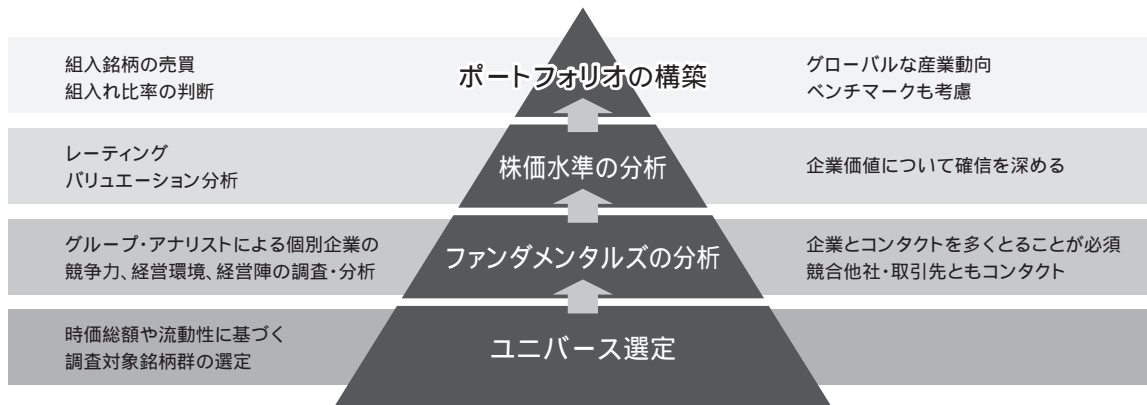 組入銘柄の売買
組入れ比率の判断
ポートフォリオの構築
グローバルな産業動向
ベンチマークも考慮
レーティング
バリュエーション分析
株価水準の分析
企業価値について確信を深める
グループ・アナリストによる個別企業の
競争力、経営環境、経営陣の調査・分析
ファンダメンタルズの分析
企業とコンタクトを多くとることが必須
競合他社・取引先ともコンタクト
時価総額や流動性に基づく
調査対象銘柄群の選定
ユニバース選定